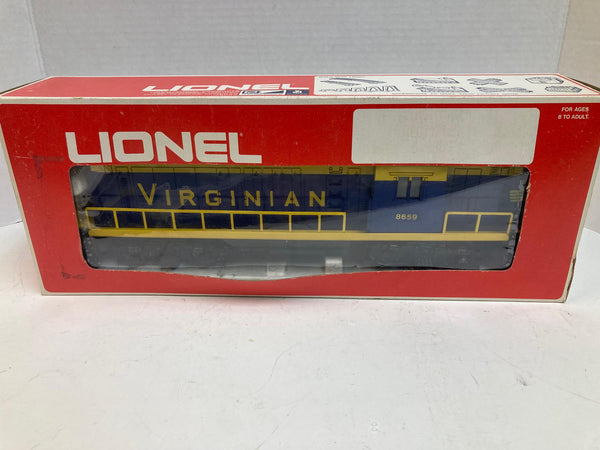 LIONEL
FOR AGES
8 TO ADULT
LIONEL
VIRGINIAN
8659